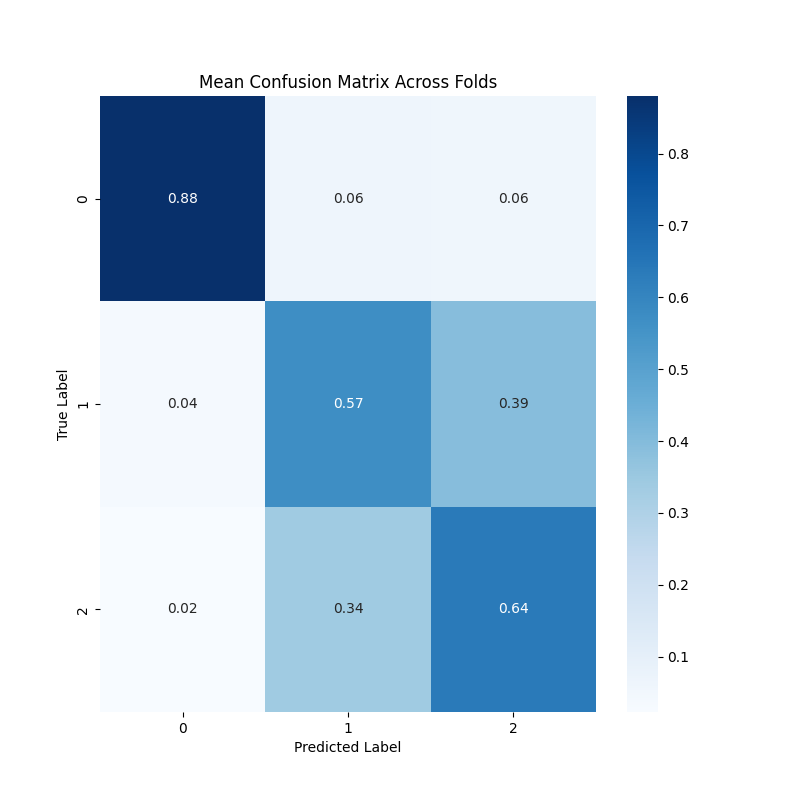 Mean Confusion Matrix Across Folds
0.88 0.06 0.06
0.04 0.57 0.39
0.02 0.34 0.64
0
1
2
True Label
0 1 2
Predicted Label
0.8
0.7
0.6
0.5
0.4
0.3
0.2
0.1